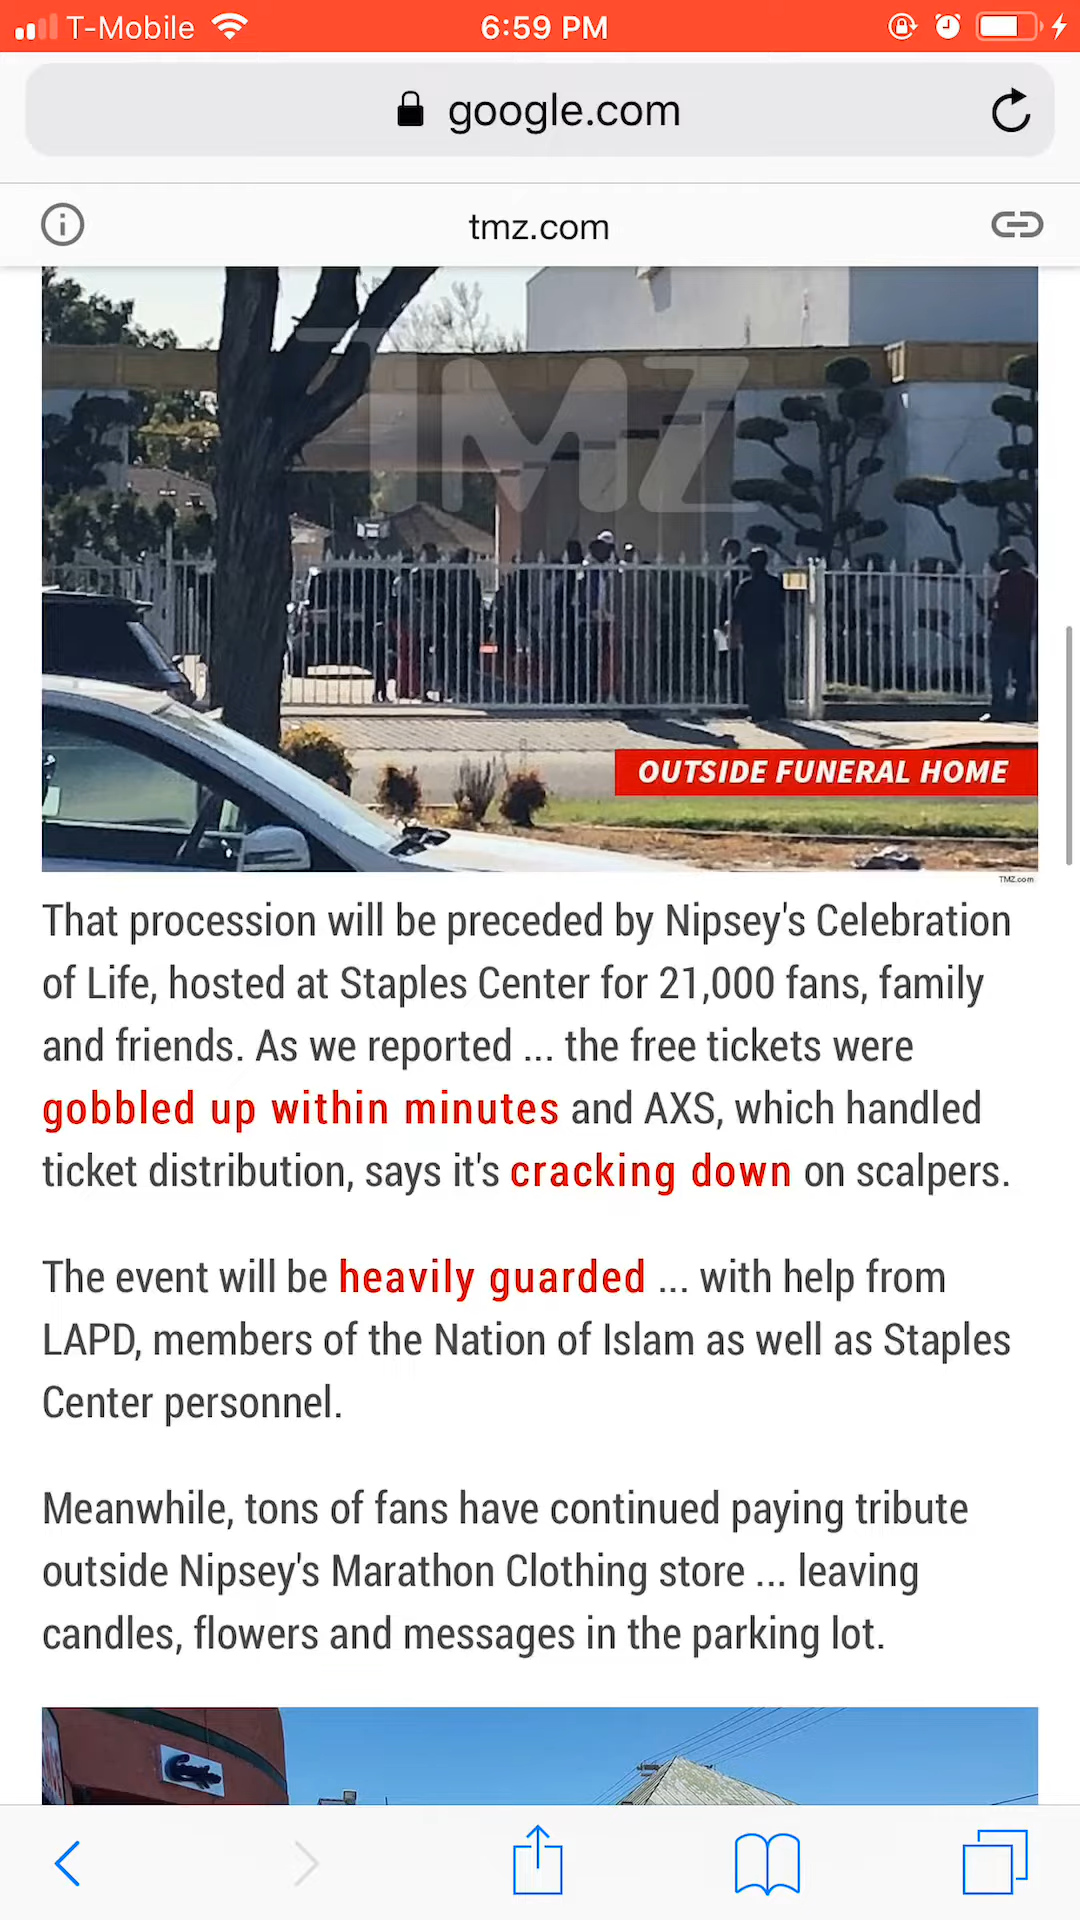 T-Mobile 6:59 PM
google.com
tmz.com
TMZ
OUTSIDE FUNERAL HOME
TMZ.com
That procession will be preceded by Nipsey's Celebration
of Life, hosted at Staples Center for 21,000 fans, family
and friends. As we reported ... the free tickets were
gobbled up within minutes and AXS, which handled
ticket distribution, says it's cracking down on scalpers.
The event will be heavily guarded ... with help from
LAPD, members of the Nation of Islam as well as Staples
Center personnel.
Meanwhile, tons of fans have continued paying tribute
outside Nipsey's Marathon Clothing store ... leaving
candles, flowers and messages in the parking lot.